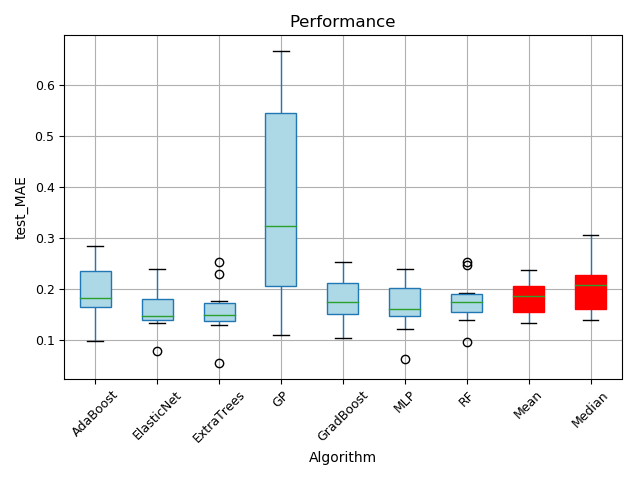 Performance
test_MAE
0.6
0.5
0.4
0.3
0.2
0.1
AdaBoost
ElasticNet
ExtraTrees
GP
GradBoost
MLP
RF
Mean
Median
Algorithm